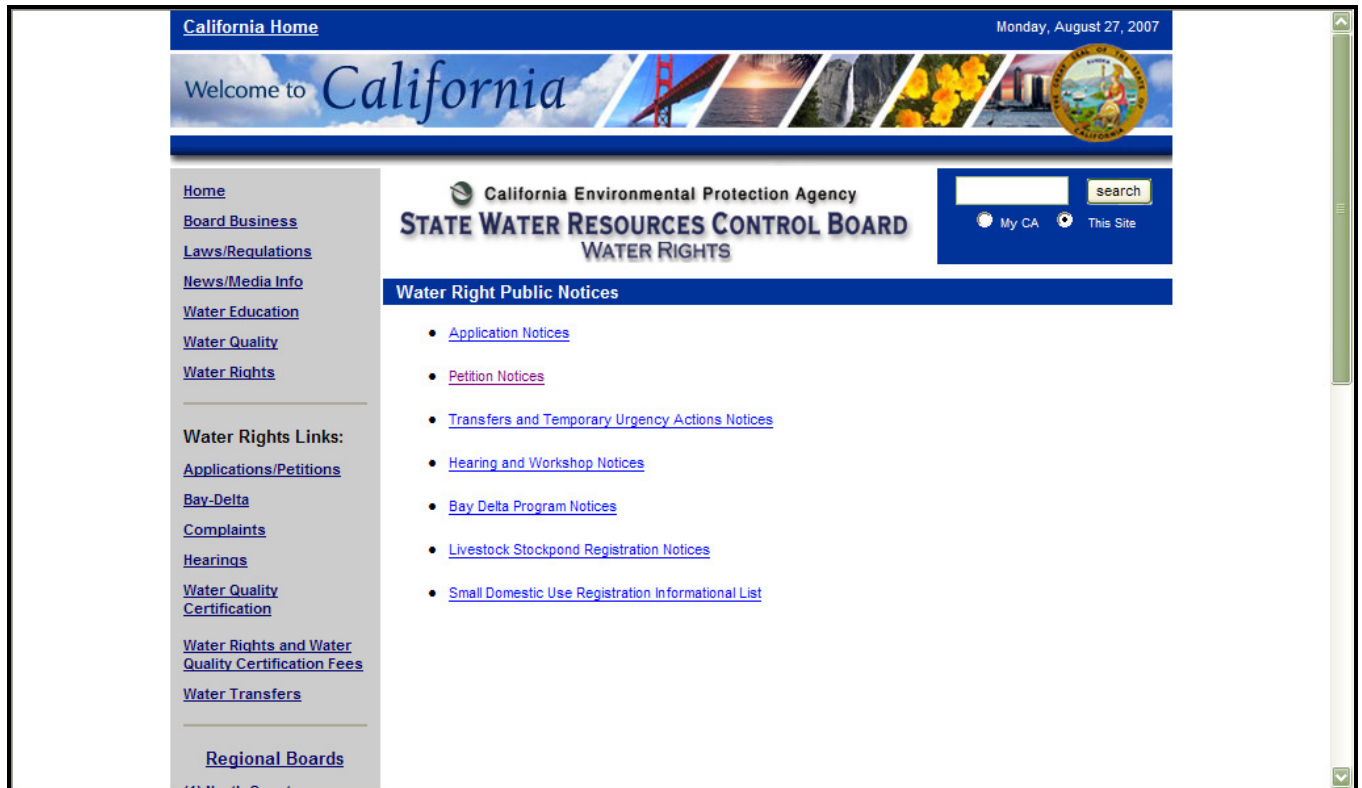 California Home
Monday, August 27, 2007
Welcome to California
Home
Board Business
Laws/Regulations
News/Media Info
Water Education
Water Quality
Water Rights
Water Rights Links:
Applications/Petitions
Bay-Delta
Complaints
Hearings
Water Quality
Certification
Water Rights and Water
Quality Certification Fees
Water Transfers
Regional Boards
California Environmental Protection Agency
STATE WATER RESOURCES CONTROL BOARD
WATER RIGHTS
search
My CA This Site
Water Right Public Notices
Application Notices
Petition Notices
Transfers and Temporary Urgency Actions Notices
Hearing and Workshop Notices
Bay Delta Program Notices
Livestock Stockpond Registration Notices
Small Domestic Use Registration Informational List